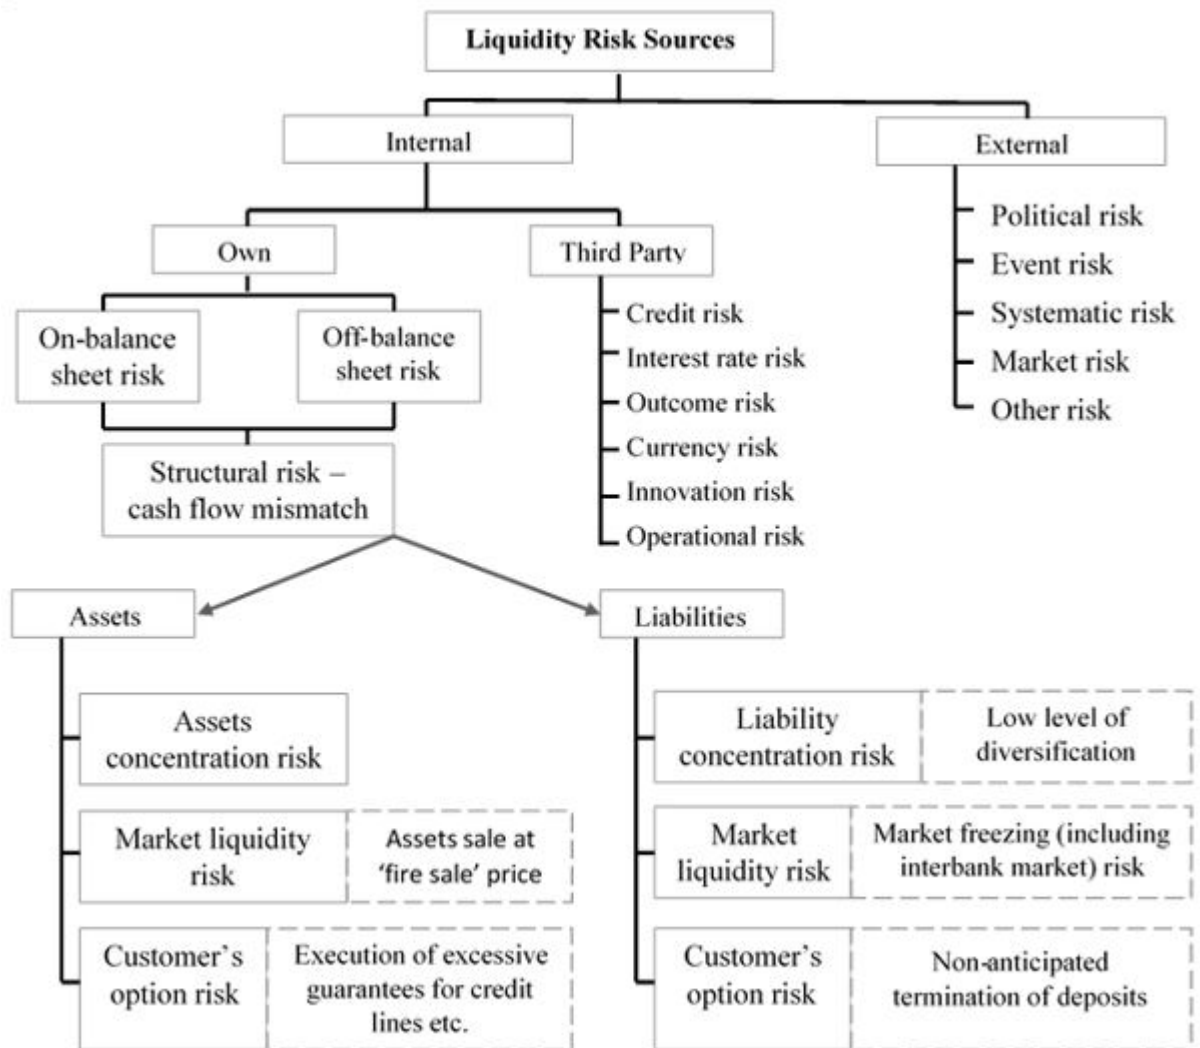 Liquidity Risk Sources
Internal
External
Political risk
Event risk
Systematic risk
Market risk
Other risk
Own
Third Party
Credit risk
Interest rate risk
Outcome risk
Currency risk
Innovation risk
Operational risk
On-balance
sheet risk
Off-balance
sheet risk
Structural risk –
cash flow mismatch
Assets
Liabilities
Assets
concentration risk
Market liquidity
risk
Assets sale at
'fire sale' price
Customer's
option risk
Execution of excessive
guarantees for credit
lines etc.
Liability
concentration risk
Low level of
diversification
Market
liquidity risk
Market freezing (including
interbank market) risk
Customer's
option risk
Non-anticipated
termination of deposits